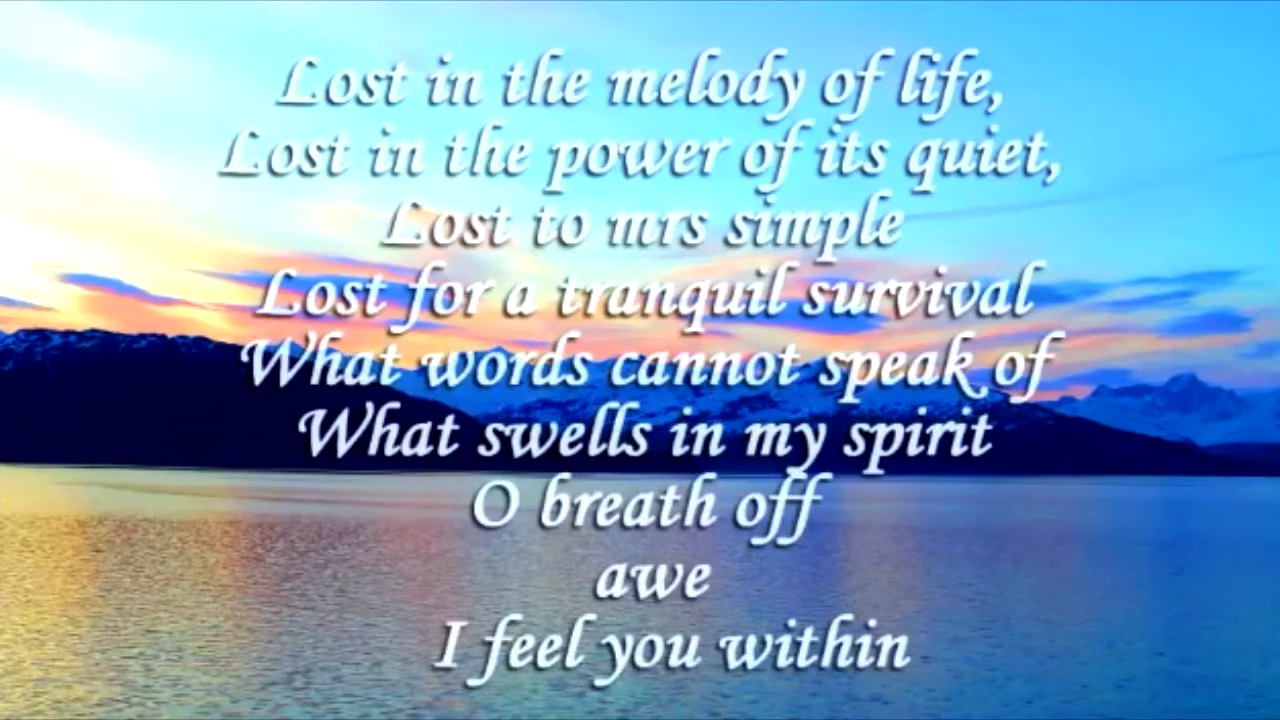 Lost in the melody of life,
Lost in the power of its quiet,
Lost to mrs simple
Lost for a tranquil survival
What words cannot speak of
What swells in my spirit
O breath off
awe
I feel you within